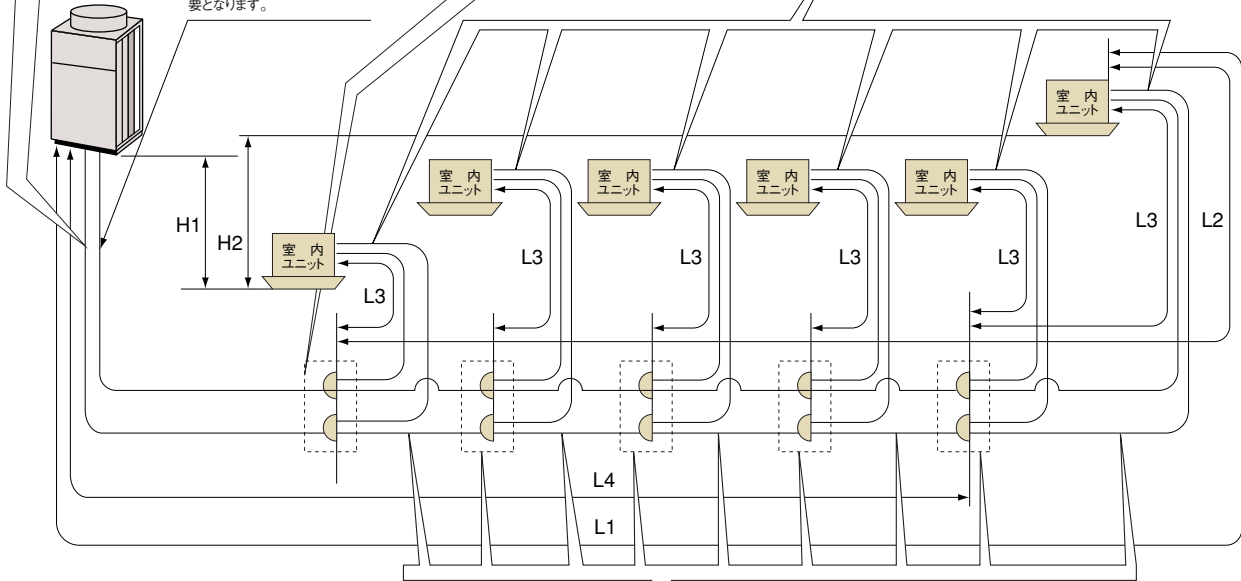 要となります。
室 内
ユニット
室 内
ユニット
室 内
ユニット
室 内
ユニット
室 内
ユニット
室 内
ユニット
H1
H2
L3
L3
L3
L3
L3
L3
L2
L4
L1